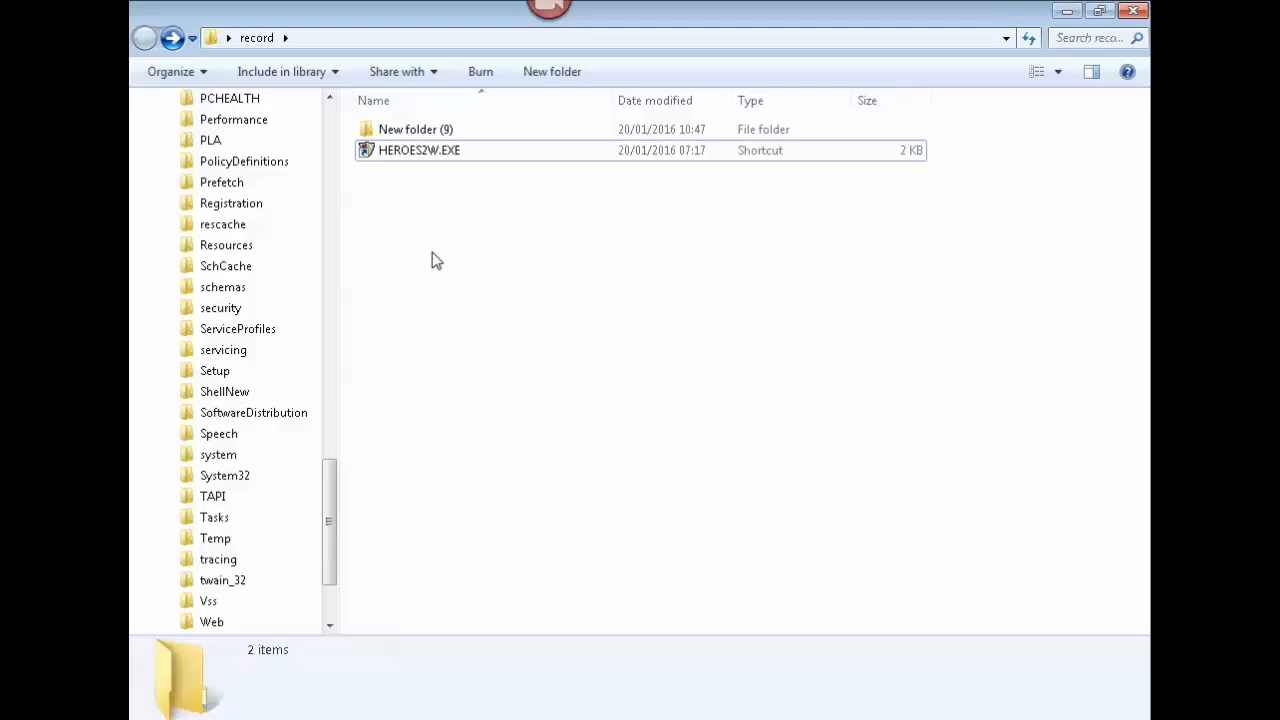 record
Search reco...
Organize Include in library Share with Burn New folder
Name Date modified Type Size
New folder (9) 20/01/2016 10:47 File folder
HEROES2W.EXE 20/01/2016 07:17 Shortcut 2 KB
PCHEALTH
Performance
PLA
PolicyDefinitions
Prefetch
Registration
rescache
Resources
SchCache
schemas
security
ServiceProfiles
servicing
Setup
ShellNew
SoftwareDistribution
Speech
system
System32
TAPI
Tasks
Temp
tracing
twain_32
Vss
Web
2 items